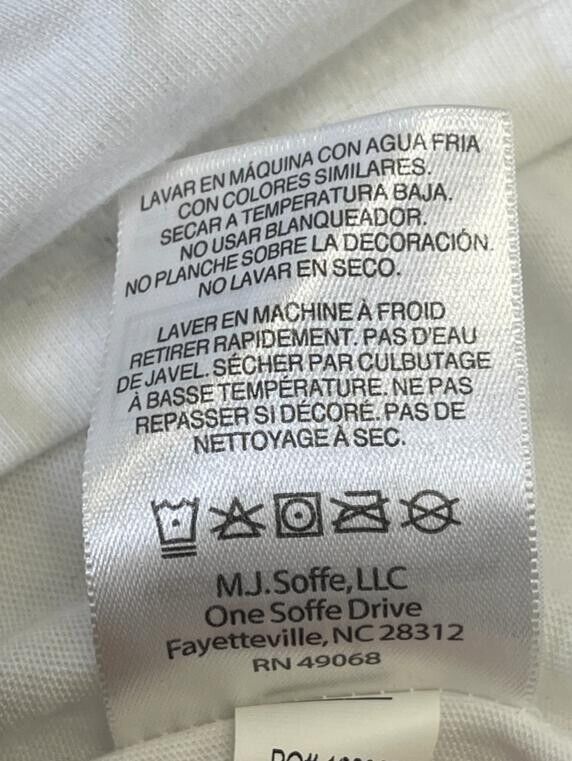 LAVAR EN MÁQUINA CON AGUA FRIA
CON COLORES SIMILARES.
SECAR A TEMPERATURA BAJA.
NO USAR BLANQUEADOR.
NO PLANCHE SOBRE LA DECORACIÓN.
NO LAVAR EN SECO.
LAVER EN MACHINE À FROID
RETIRER RAPIDEMENT. PAS D'EAU
DE JAVEL. SÉCHER PAR CULBUTAGE
À BASSE TEMPÉRATURE. NE PAS
REPASSER SI DÉCORÉ. PAS DE
NETTOYAGE À SEC.
M.J. Soffe, LLC
One Soffe Drive
Fayetteville, NC 28312
RN 49068